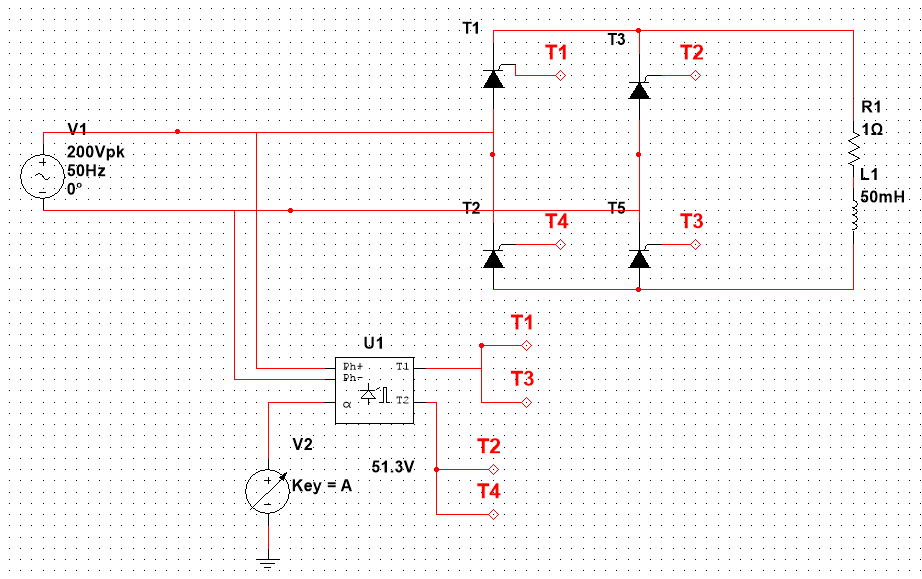 T1
T3
T1
T2
V1
200Vpk
50Hz
0°
R1
1Ω
L1
50mH
T2
T5
T4
T3
U1
T1
Ph+
T1
Ph-
T3
α
T2
V2
51.3V
T2
Key = A
T4